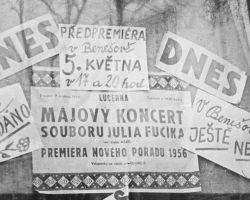 DNES
PŘEDPREMIÉRA
v Benešově
5. KVĚTNA
v 17 a 20 hod
DNES
LUCERNA
MÁJOVÝ KONCERT
SOUBORU JULIA FUČÍKA
PREMIERA NOVÉHO POŘADU 1956
DÁNO
v Benešově
JEŠTĚ
NE